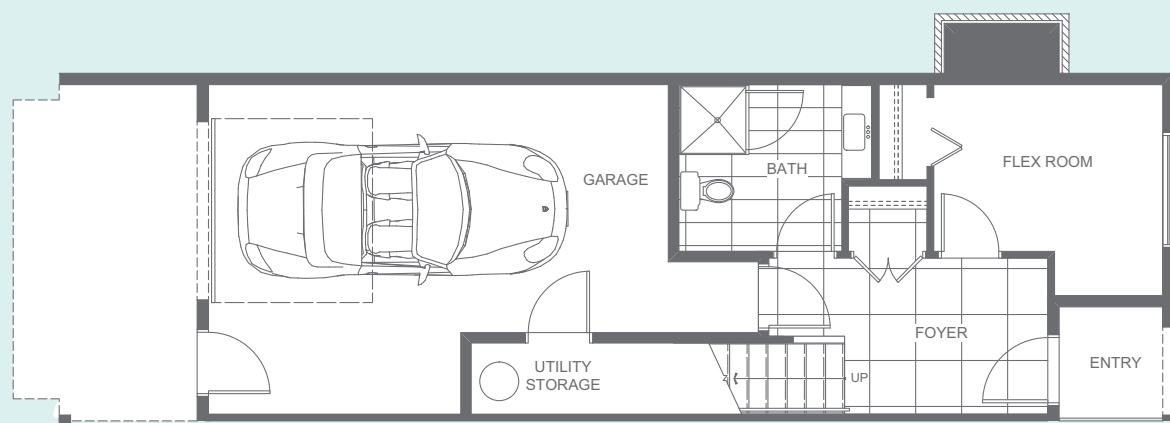 GARAGE
BATH
FLEX ROOM
FOYER
ENTRY
UTILITY
STORAGE
UP